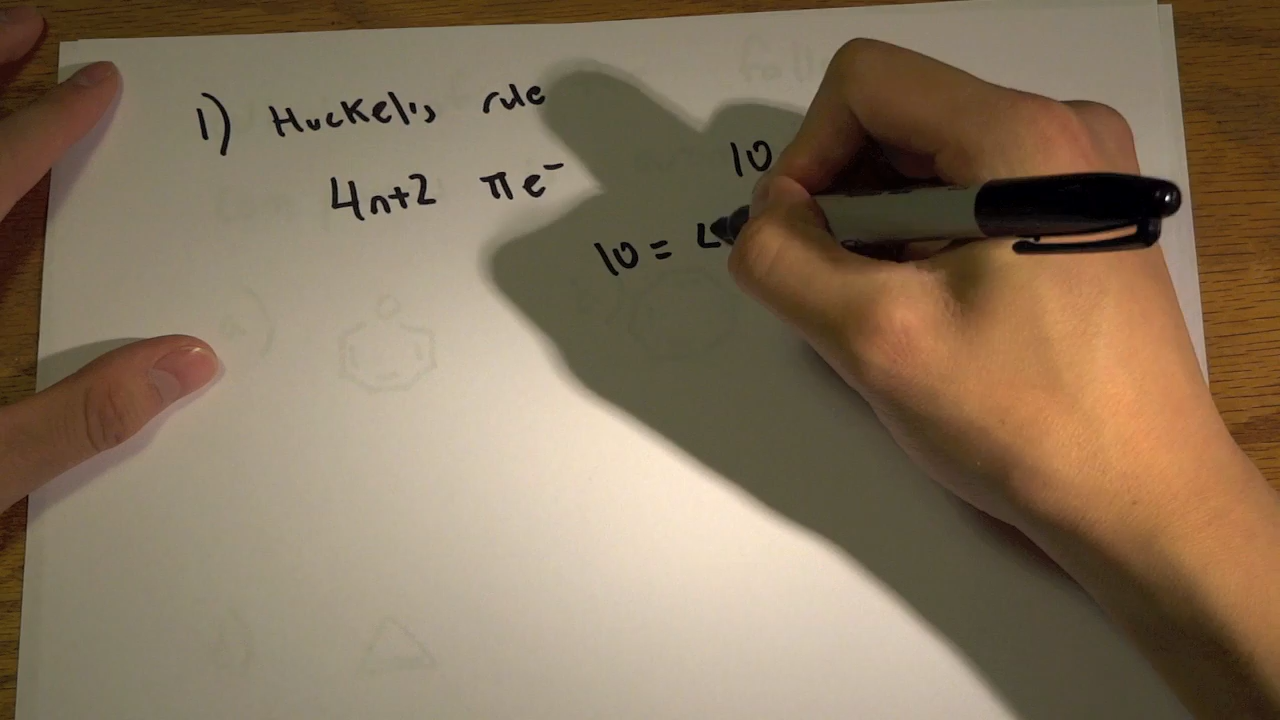 1) Huckel's rule
4n+2 πe⁻
10
10 =